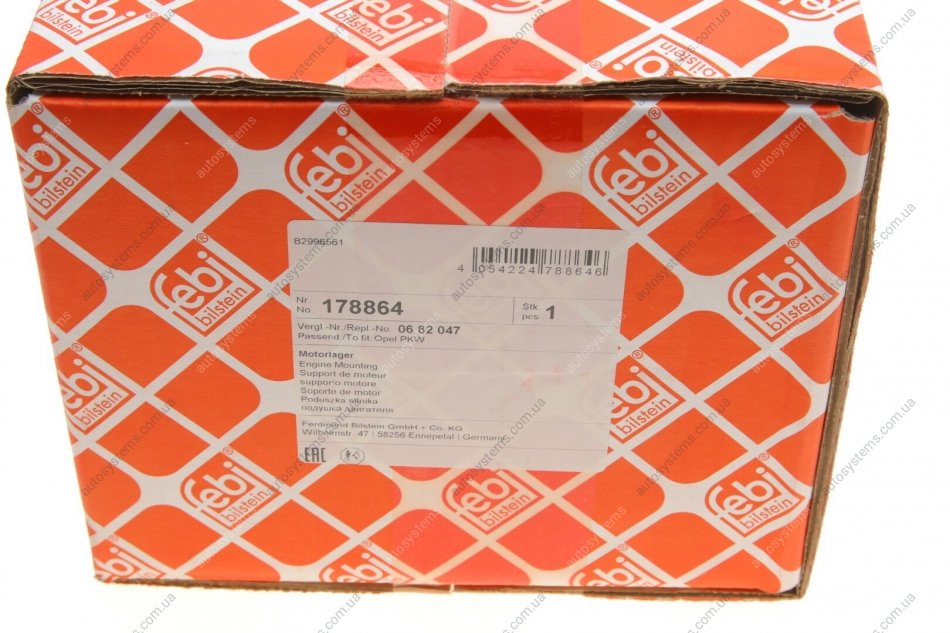 febi
bilstein
B2996561
4 054224 788646
Nr. No. 178864
Stk. pcs 1
Vergl.-Nr./Repl.-No. 06 82 047
Passend/To fit: Opel PKW
Motorlager
Engine Mounting
Support de moteur
supporto motore
Soporte de motor
Poduszka silnika
подушка двигателя
Ferdinand Bilstein GmbH + Co. KG
Wilhelmstr. 47 | 58256 Ennepetal | Germany
EAC
autosystems.com.ua